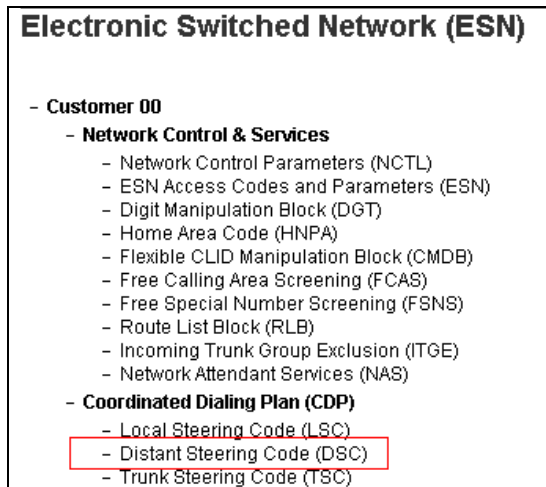 Electronic Switched Network (ESN)
- Customer 00
- Network Control & Services
- Network Control Parameters (NCTL)
- ESN Access Codes and Parameters (ESN)
- Digit Manipulation Block (DGT)
- Home Area Code (HNPA)
- Flexible CLID Manipulation Block (CMDB)
- Free Calling Area Screening (FCAS)
- Free Special Number Screening (FSNS)
- Route List Block (RLB)
- Incoming Trunk Group Exclusion (ITGE)
- Network Attendant Services (NAS)
- Coordinated Dialing Plan (CDP)
- Local Steering Code (LSC)
- Distant Steering Code (DSC)
- Trunk Steering Code (TSC)